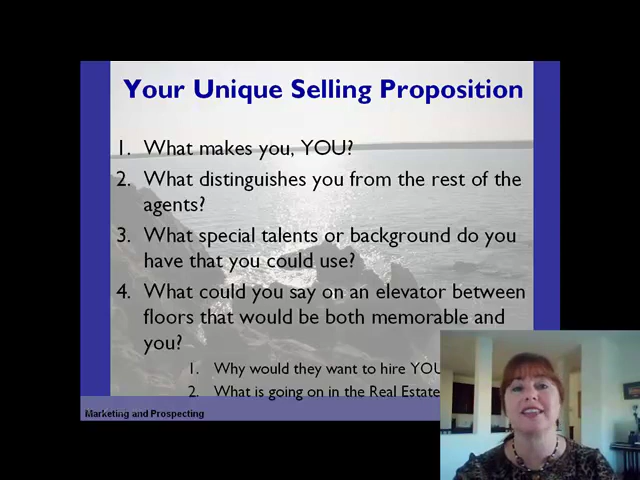 Your Unique Selling Proposition
1. What makes you, YOU?
2. What distinguishes you from the rest of the
agents?
3. What special talents or background do you
have that you could use?
4. What could you say on an elevator between
floors that would be both memorable and
you?
1. Why would they want to hire YOU
2. What is going on in the Real Estate
Marketing and Prospecting